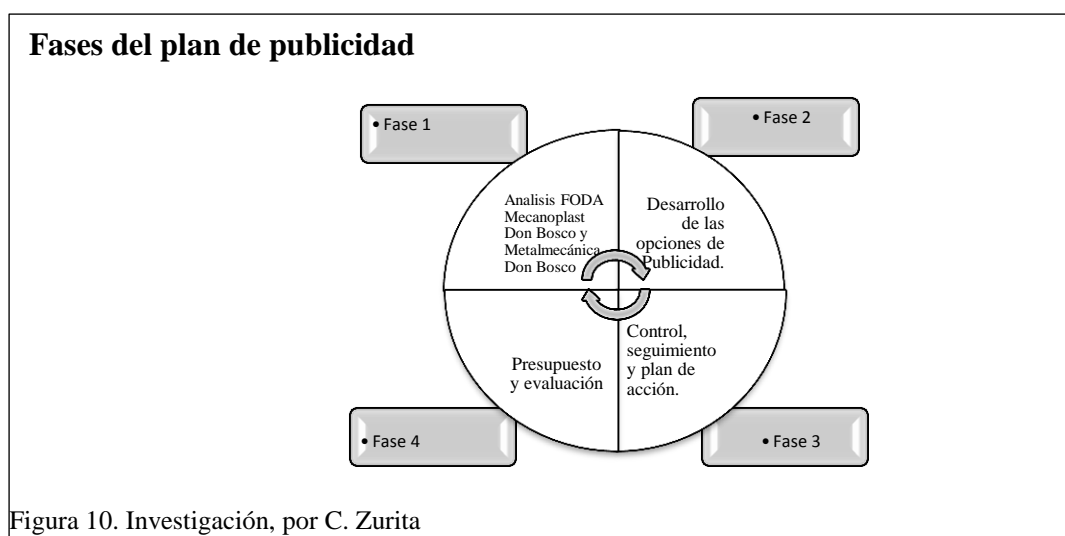 Fases del plan de publicidad
• Fase 1
• Fase 2
Analisis FODA
Mecanoplast
Don Bosco y
Metalmecánica
Don Bosco
Desarrollo
de las
opciones de
Publicidad.
Presupuesto
y evaluación
Control,
seguimiento
y plan de
acción.
• Fase 4
• Fase 3
Figura 10. Investigación, por C. Zurita